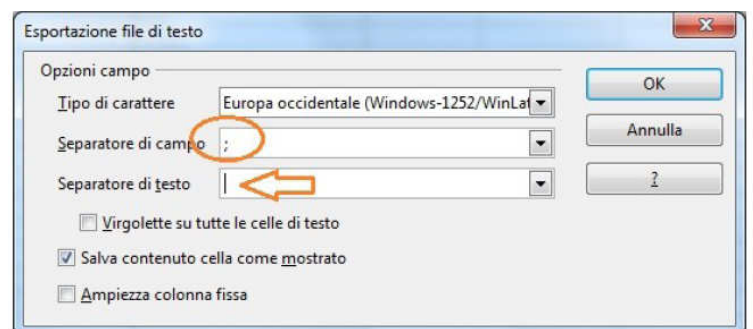 Esportazione file di testo
Opzioni campo
Tipo di carattere Europa occidentale (Windows-1252/WinLat
Separatore di campo ;
Separatore di testo
Virgolette su tutte le celle di testo
Salva contenuto cella come mostrato
Ampiezza colonna fissa
OK
Annulla
?